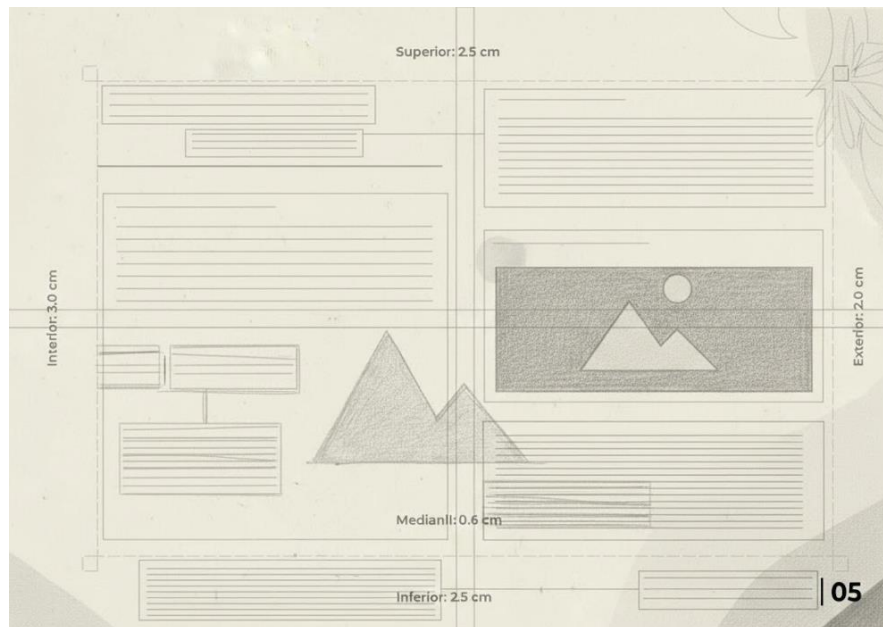 Superior: 2.5 cm
Interior: 3.0 cm
Exterior: 2.0 cm
Medianil: 0.6 cm
Inferior: 2.5 cm
05